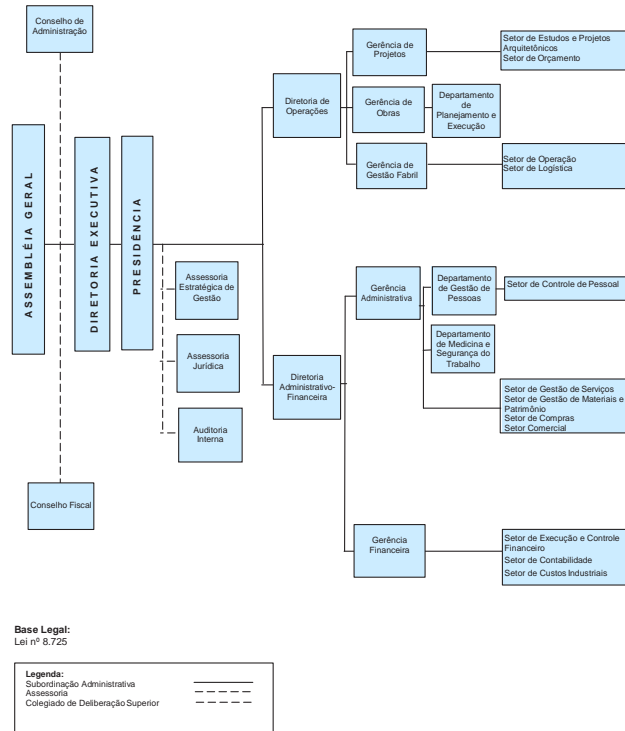 Conselho de
Administração
ASSEMBLÉIA GERAL
DIRETORIA EXECUTIVA
PRESIDÊNCIA
Conselho Fiscal
Assessoria
Estratégica de
Gestão
Assessoria
Jurídica
Auditoria
Interna
Diretoria de
Operações
Gerência de
Projetos
Setor de Estudos e Projetos
Arquitetônicos
Setor de Orçamento
Gerência de
Obras
Departamento
de
Planejamento e
Execução
Gerência de
Gestão Fabril
Setor de Operação
Setor de Logística
Diretoria
Administrativo-
Financeira
Gerência
Administrativa
Departamento
de Gestão de
Pessoas
Setor de Controle de Pessoal
Departamento
de Medicina e
Segurança do
Trabalho
Setor de Gestão de Serviços
Setor de Gestão de Materiais e
Patrimônio
Setor de Compras
Setor Comercial
Gerência
Financeira
Setor de Execução e Controle
Financeiro
Setor de Contabilidade
Setor de Custos Industriais
Base Legal:
Lei nº 8.725
Legenda:
Subordinação Administrativa
Assessoria
Colegiado de Deliberação Superior